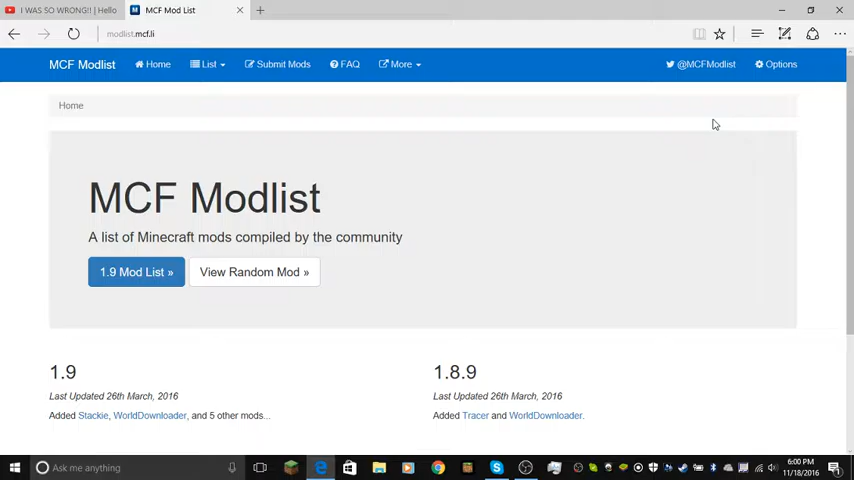 I WAS SO WRONG!! | Hello
MCF Mod List
modlist.mcf.li
MCF Modlist
Home
List
Submit Mods
FAQ
More
@MCFModlist
Options
Home
MCF Modlist
A list of Minecraft mods compiled by the community
1.9 Mod List »
View Random Mod »
1.9
Last Updated 26th March, 2016
Added Stackie, WorldDownloader, and 5 other mods...
1.8.9
Last Updated 26th March, 2016
Added Tracer and WorldDownloader.
Ask me anything
6:00 PM
11/18/2016